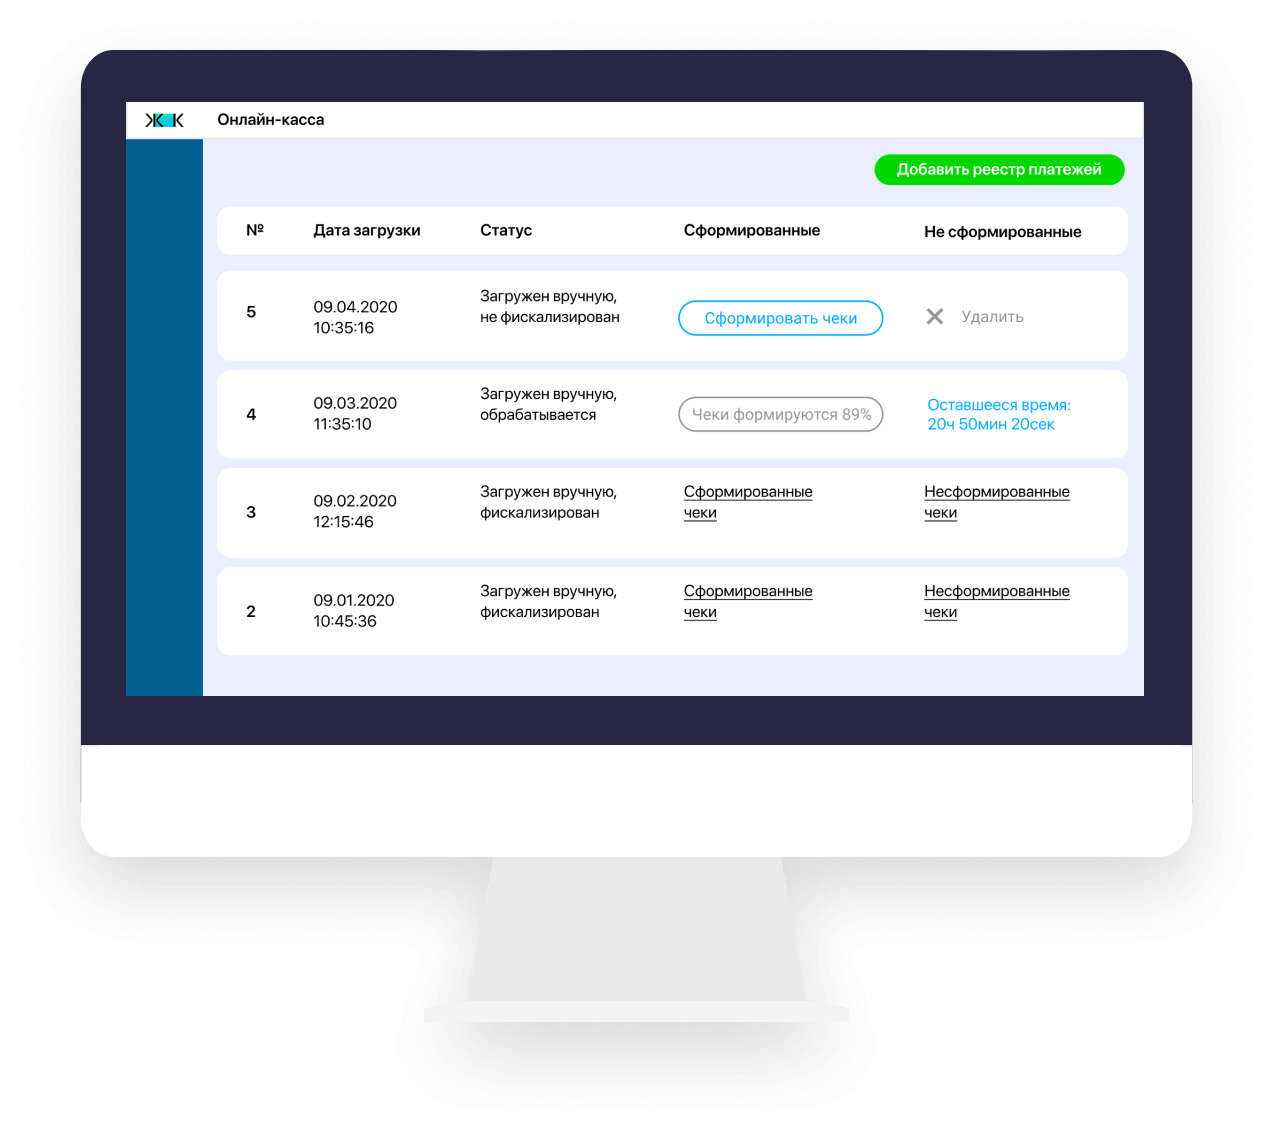 ЖКК
Онлайн-касса
Добавить реестр платежей
№ Дата загрузки Статус Сформированные Не сформированные
5
09.04.2020
10:35:16
Загружен вручную,
не фискализирован
Сформировать чеки
Удалить
4
09.03.2020
11:35:10
Загружен вручную,
обрабатывается
Чеки формируются 89%
Оставшееся время:
20ч 50мин 20сек
3
09.02.2020
12:15:46
Загружен вручную,
фискализирован
Сформированные
чеки
Несформированные
чеки
2
09.01.2020
10:45:36
Загружен вручную,
фискализирован
Сформированные
чеки
Несформированные
чеки